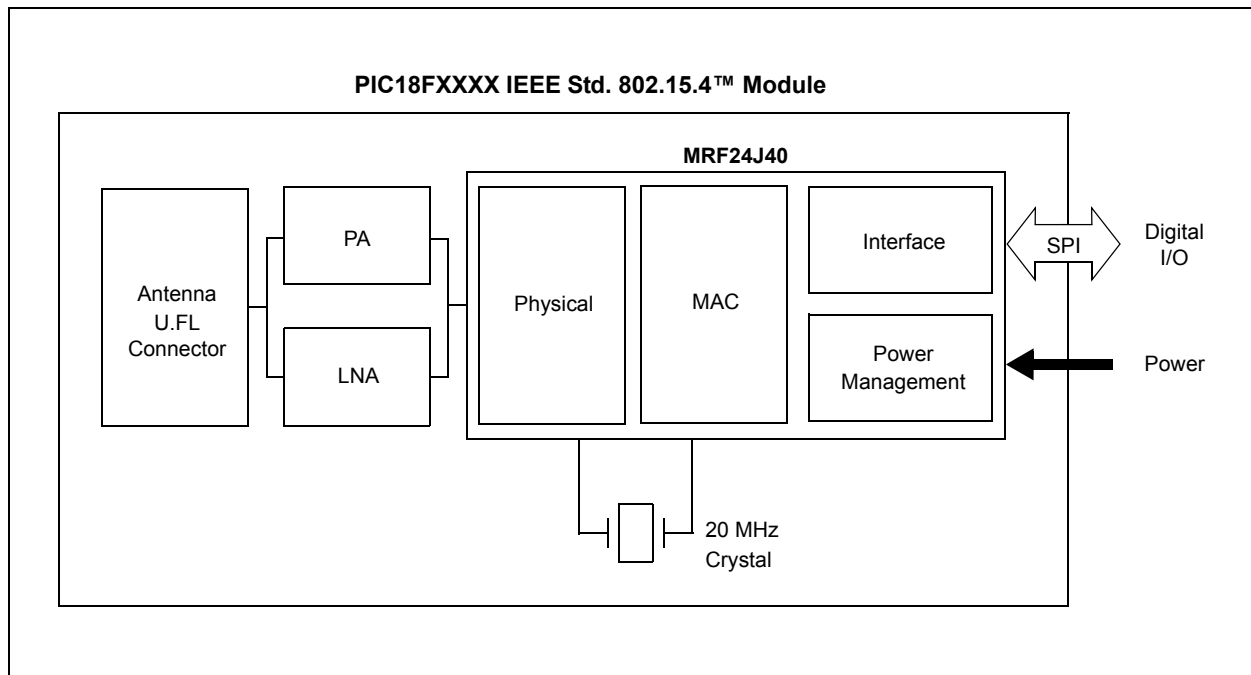 PIC18FXXXX IEEE Std. 802.15.4™ Module
MRF24J40
Antenna
U.FL
Connector
PA
LNA
Physical
MAC
Interface
Power
Management
SPI
Digital
I/O
Power
20 MHz
Crystal